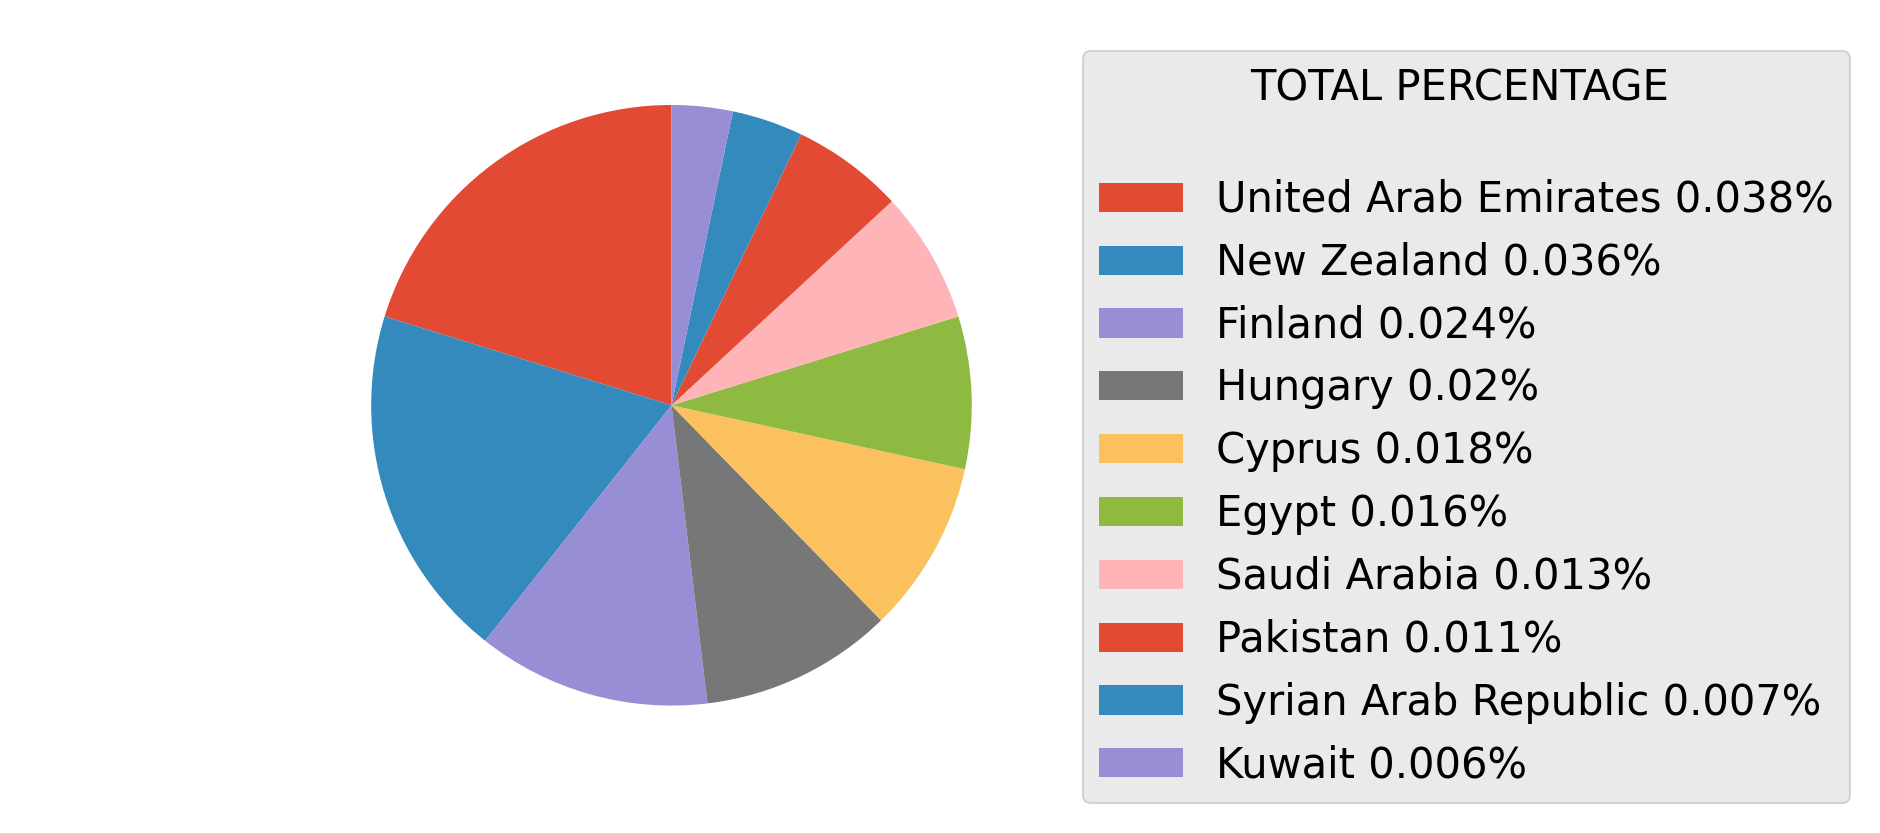 TOTAL PERCENTAGE
United Arab Emirates 0.038%
New Zealand 0.036%
Finland 0.024%
Hungary 0.02%
Cyprus 0.018%
Egypt 0.016%
Saudi Arabia 0.013%
Pakistan 0.011%
Syrian Arab Republic 0.007%
Kuwait 0.006%